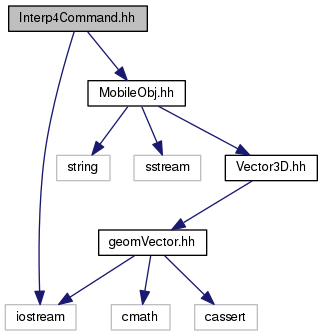 Interp4Command.hh
MobileObj.hh
string
sstream
Vector3D.hh
geomVector.hh
iostream
cmath
cassert